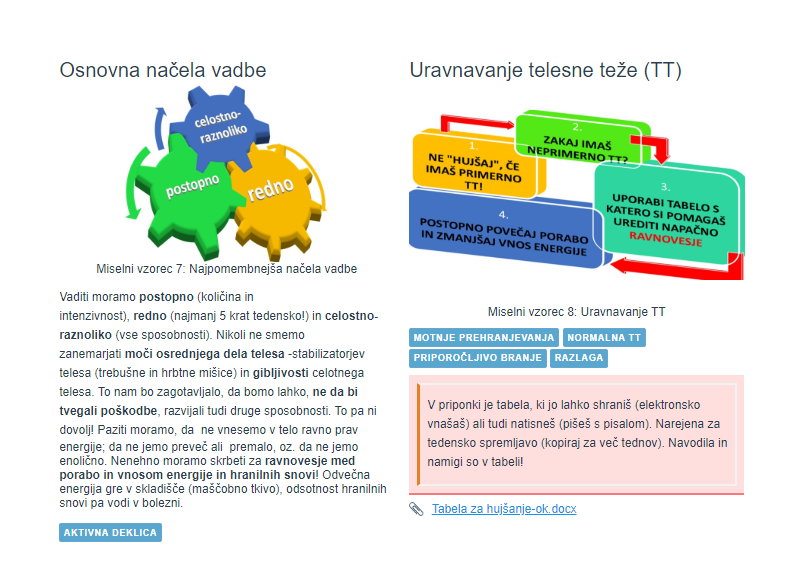 Osnovna načela vadbe
celostno-
raznoliko
postopno
redno
Miselni vzorec 7: Najpomembnejša načela vadbe
Vaditi moramo postopno (količina in
intenzivnost), redno (najmanj 5 krat tedensko!) in celostno-
raznoliko (vse sposobnosti). Nikoli ne smemo
zanemarjati moči osrednjega dela telesa -stabilizatorjev
telesa (trebušne in hrbtne mišice) in gibljivosti celotnega
telesa. To nam bo zagotavljalo, da bomo lahko, ne da bi
tvegali poškodbe, razvijali tudi druge sposobnosti. To pa ni
dovolj! Paziti moramo, da  ne vnesemo v telo ravno prav
energije; da ne jemo preveč ali  premalo, oz. da ne jemo
enolično. Nenehno moramo skrbeti za ravnovesje med
porabo in vnosom energije in hranilnih snovi! Odvečna
energija gre v skladišče (maščobno tkivo), odsotnost hranilnih
snovi pa vodi v bolezni.
AKTIVNA DEKLICA
Uravnavanje telesne teže (TT)
1.
NE "HUJŠAJ", ČE
IMAŠ PRIMERNO
TT!
2.
ZAKAJ IMAŠ
NEPRIMERNO TT?
3.
UPORABI TABELO S
KATERO SI POMAGAŠ
UREDITI NAPAČNO
RAVNOVESJE
4.
POSTOPNO POVEČAJ PORABO
IN ZMANJŠAJ VNOS ENERGIJE
Miselni vzorec 8: Uravnavanje TT
MOTNJE PREHRANJEVANJA NORMALNA TT
PRIPOROČLJIVO BRANJE RAZLAGA
V priponki je tabela, ki jo lahko shraniš (elektronsko
vnašaš) ali tudi natisneš (pišeš s pisalom). Narejena za
tedensko spremljavo (kopiraj za več tednov). Navodila in
namigi so v tabeli!
Tabela za hujšanje-ok.docx